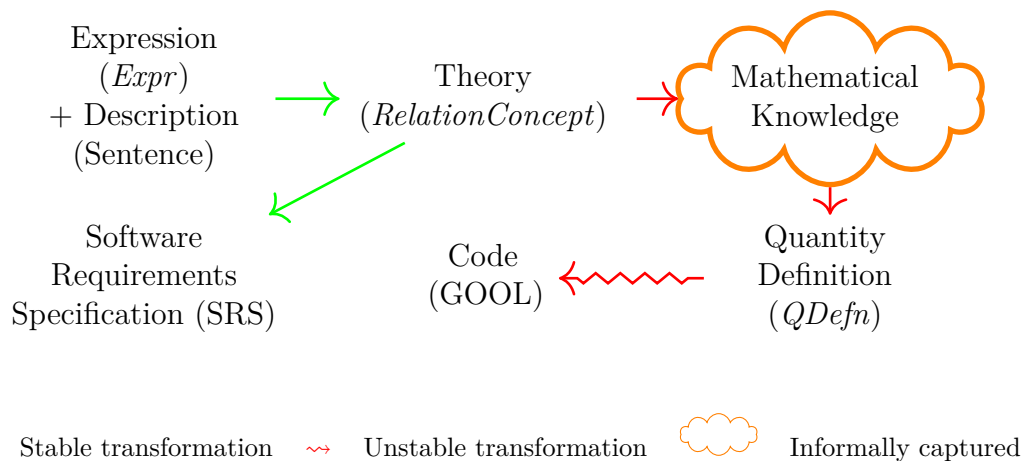 Expression
(Expr)
+ Description
(Sentence)
Theory
(RelationConcept)
Mathematical
Knowledge
Software
Requirements
Specification (SRS)
Code
(GOOL)
Quantity
Definition
(QDefn)
Stable transformation
Unstable transformation
Informally captured